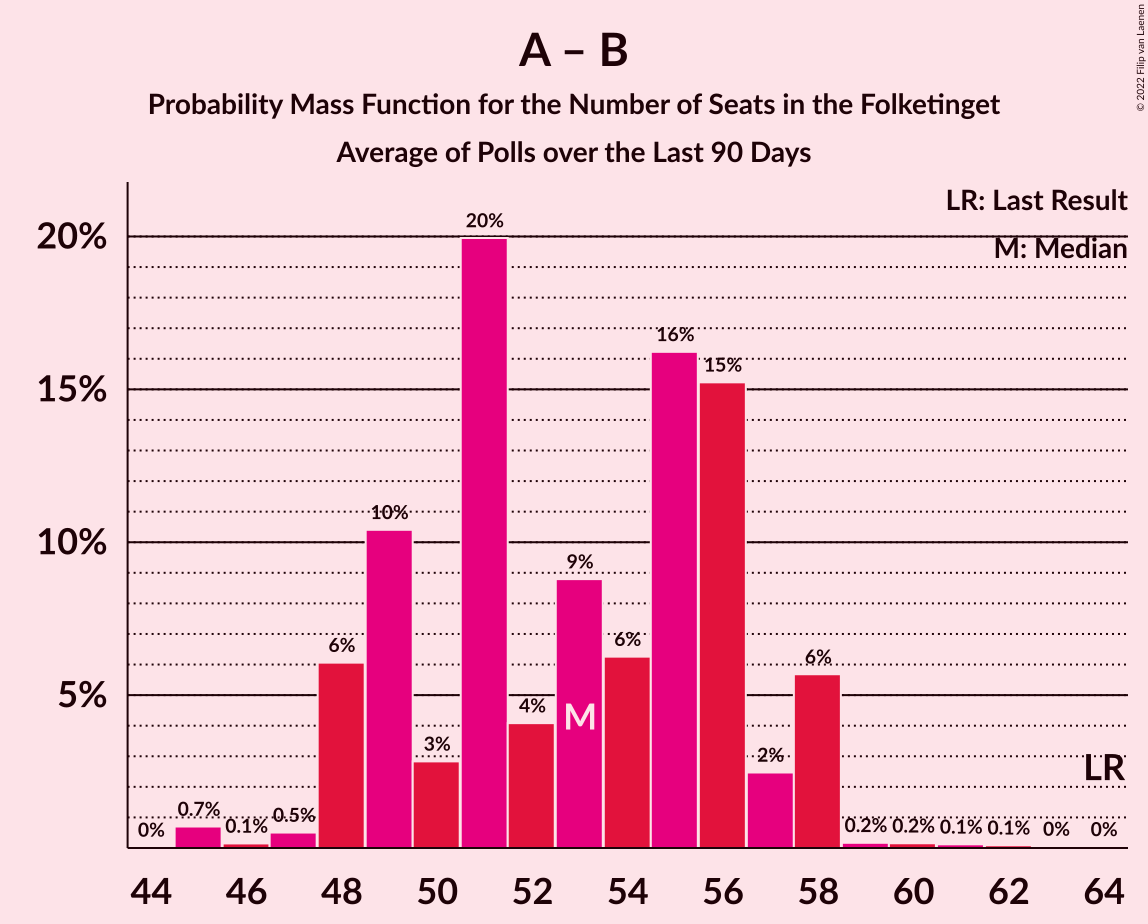 A – B
Probability Mass Function for the Number of Seats in the Folketinget
Average of Polls over the Last 90 Days
© 2022 Filip van Laenen
LR: Last Result
M: Median
20%
15%
10%
5%
0%
0.7%
0.1%
0.5%
6%
10%
3%
20%
4%
9%
M
6%
16%
15%
2%
6%
0.2%
0.2%
0.1%
0.1%
0%
0%
LR
44 46 48 50 52 54 56 58 60 62 64